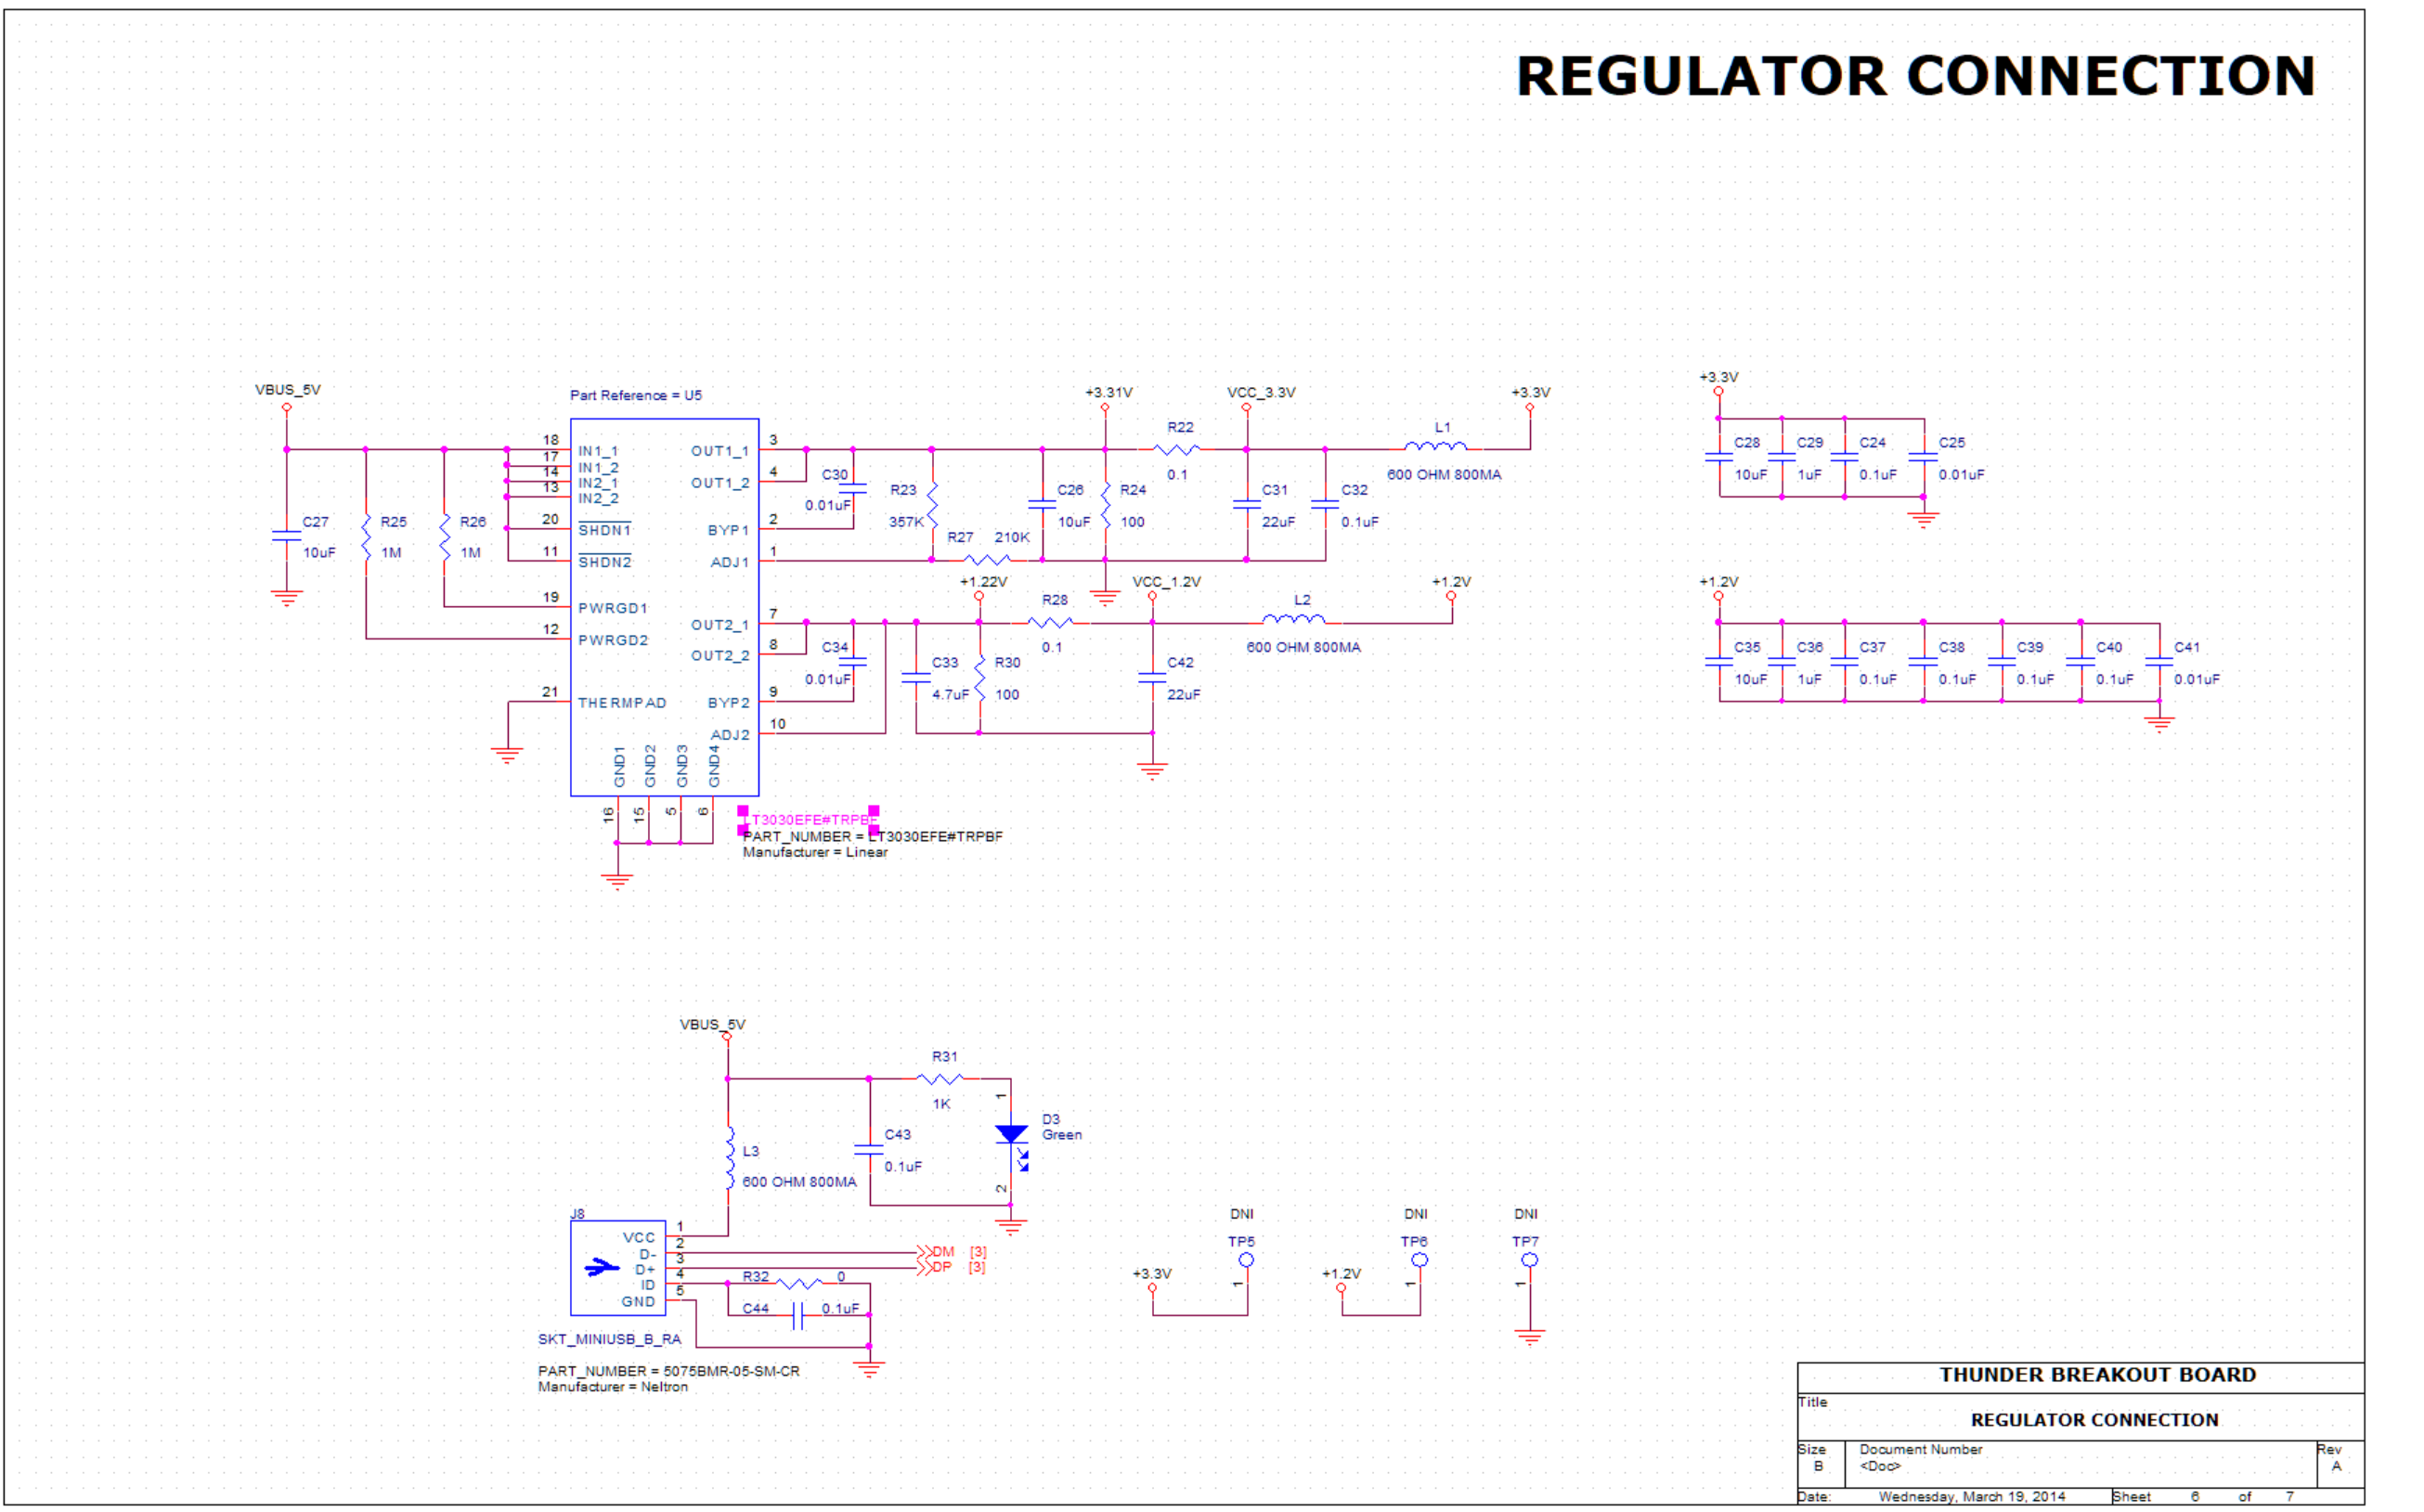 REGULATOR CONNECTION
VBUS_5V
Part Reference = U5
+3.31V
VCC_3.3V
+3.3V
+3.3V
18
IN1_1
17
IN1_2
14
IN2_1
13
IN2_2
20
SHDN1
11
SHDN2
19
PWRGD1
12
PWRGD2
21
THERMPAD
OUT1_1
3
OUT1_2
4
BYP1
2
ADJ1
1
OUT2_1
7
OUT2_2
8
BYP2
9
ADJ2
10
GND1
GND2
GND3
GND4
16
15
5
6
C27
10uF
R25
1M
R26
1M
C30
0.01uF
R23
357K
R27 210K
C26
10uF
R24
100
R22
0.1
C31
22uF
C32
0.1uF
L1
600 OHM 800MA
C28
10uF
C29
1uF
C24
0.1uF
C25
0.01uF
+1.22V
VCC_1.2V
+1.2V
+1.2V
C34
0.01uF
C33
4.7uF
R30
100
R28
0.1
C42
22uF
L2
600 OHM 800MA
C35
10uF
C36
1uF
C37
0.1uF
C38
0.1uF
C39
0.1uF
C40
0.1uF
C41
0.01uF
LT3030EFE#TRPBF
PART_NUMBER = LT3030EFE#TRPBF
Manufacturer = Linear
VBUS_5V
R31
1K
1
D3
Green
2
C43
0.1uF
L3
600 OHM 800MA
J8
VCC
1
D-
2
D+
3
ID
4
GND
5
DM [3]
DP [3]
R32 0
C44 0.1uF
SKT_MINIUSB_B_RA
PART_NUMBER = 5075BMR-05-SM-CR
Manufacturer = Neltron
DNI
TP5
+3.3V
1
DNI
TP6
+1.2V
1
DNI
TP7
1
THUNDER BREAKOUT BOARD
Title
REGULATOR CONNECTION
Size
B
Document Number
<Doc>
Rev
A
Date: Wednesday, March 19, 2014 Sheet 6 of 7